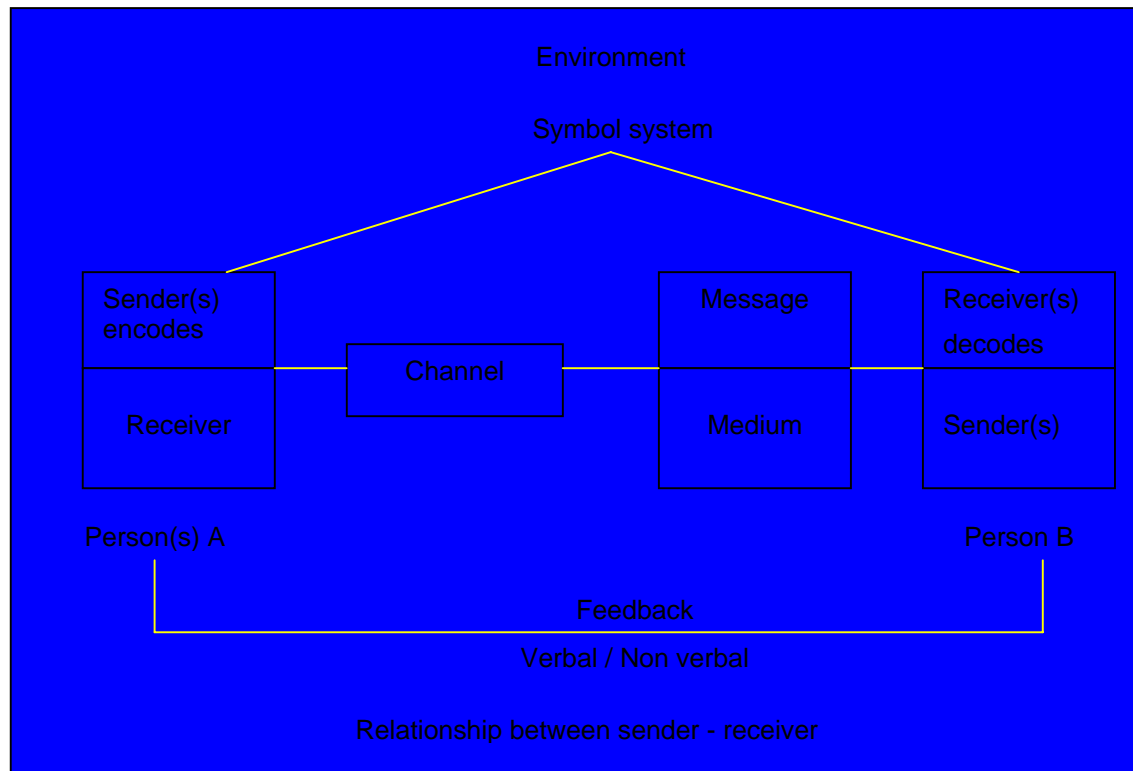 Environment
Symbol system
Sender(s)
encodes
Receiver
Channel
Message
Medium
Receiver(s)
decodes
Sender(s)
Person(s) A
Person B
Feedback
Verbal / Non verbal
Relationship between sender - receiver